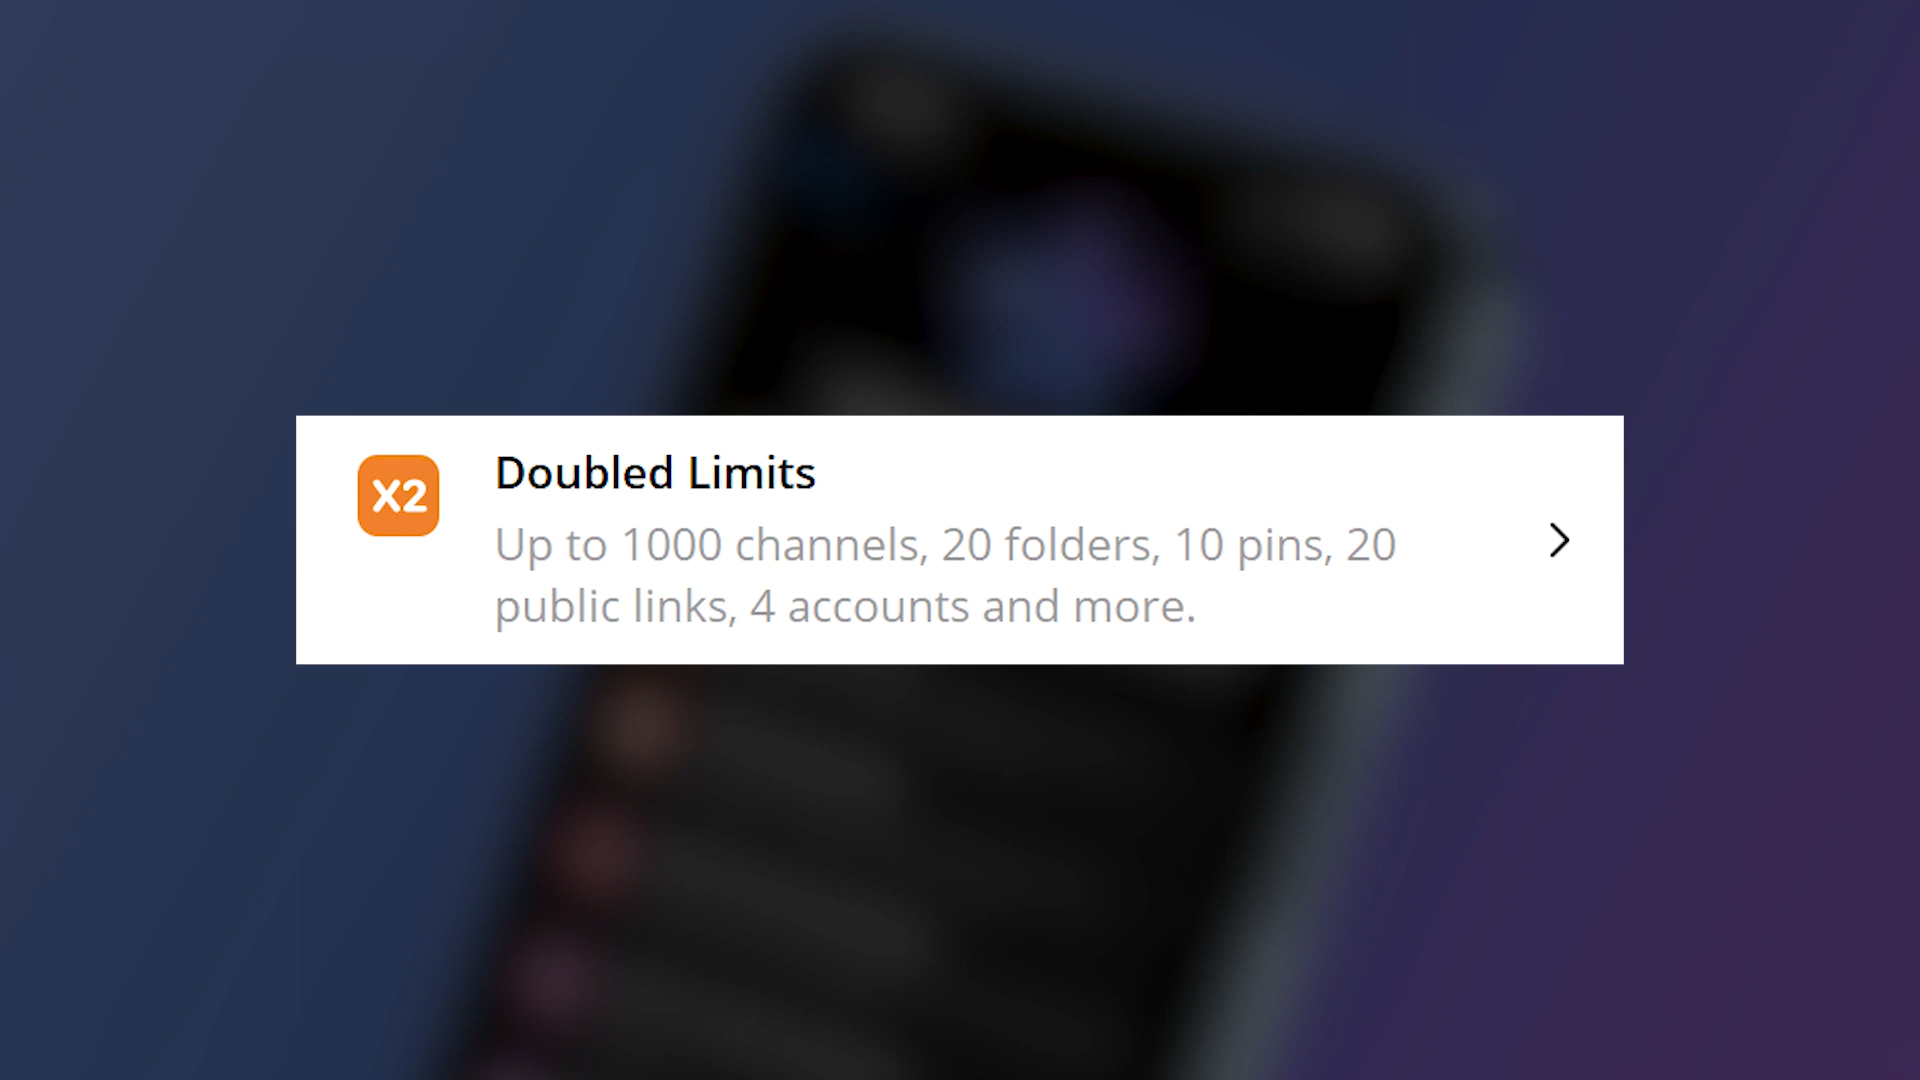 X2
Doubled Limits
Up to 1000 channels, 20 folders, 10 pins, 20
public links, 4 accounts and more.